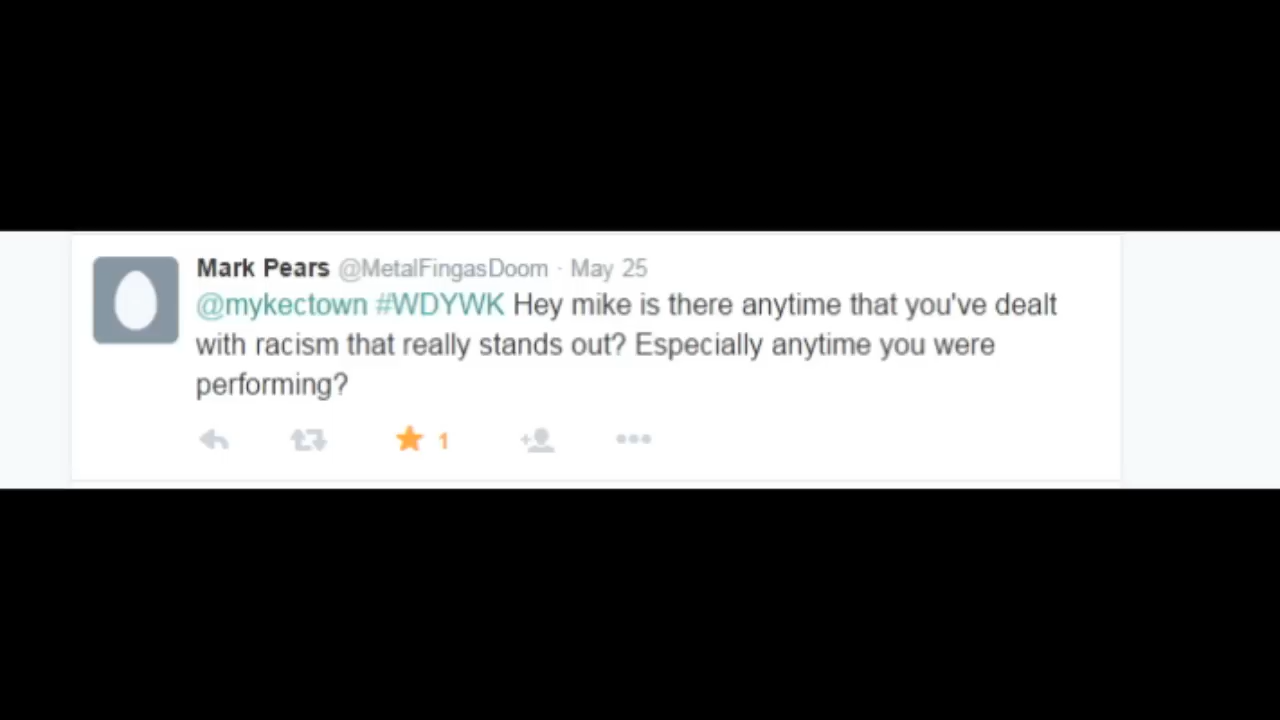 Mark Pears @MetalFingasDoom · May 25
@mykectown #WDYWK Hey mike is there anytime that you've dealt
with racism that really stands out? Especially anytime you were
performing?
1